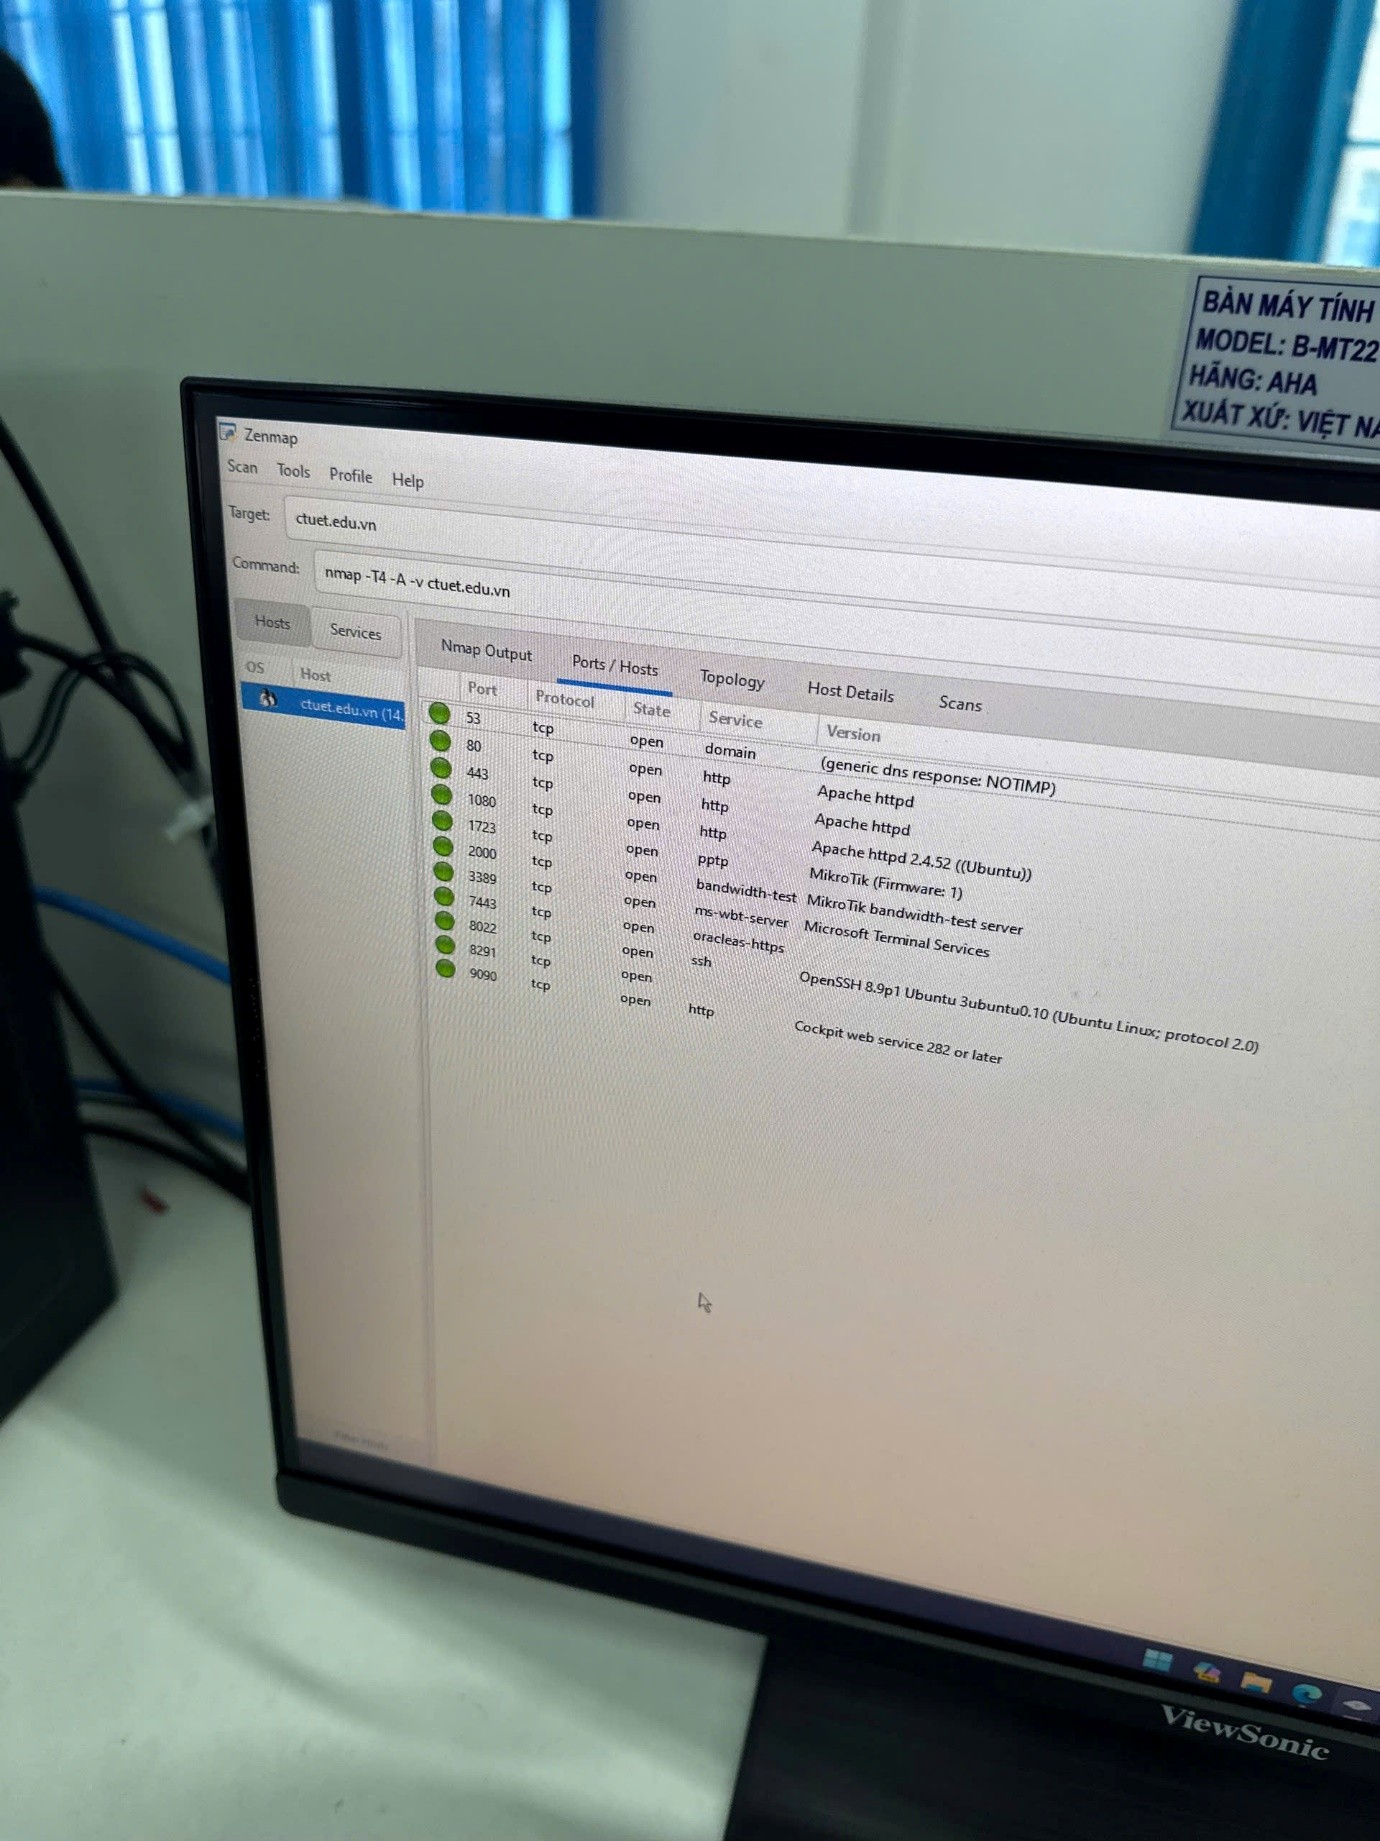 BÀN MÁY TÍNH
MODEL: B-MT22
HÃNG: AHA
XUẤT XỨ: VIỆT NA
Zenmap
Scan Tools Profile Help
Target: ctuet.edu.vn
Command: nmap -T4 -A -v ctuet.edu.vn
Hosts Services
Nmap Output Ports / Hosts Topology Host Details Scans
OS Host
ctuet.edu.vn (14.
Port Protocol State Service Version
53 tcp open domain (generic dns response: NOTIMP)
80 tcp open http Apache httpd
443 tcp open http Apache httpd
1080 tcp open http Apache httpd 2.4.52 ((Ubuntu))
1723 tcp open pptp MikroTik (Firmware: 1)
2000 tcp open bandwidth-test MikroTik bandwidth-test server
3389 tcp open ms-wbt-server Microsoft Terminal Services
7443 tcp open oracleas-https
8022 tcp open ssh OpenSSH 8.9p1 Ubuntu 3ubuntu0.10 (Ubuntu Linux; protocol 2.0)
8291 tcp open
9090 tcp open http Cockpit web service 282 or later
ViewSonic